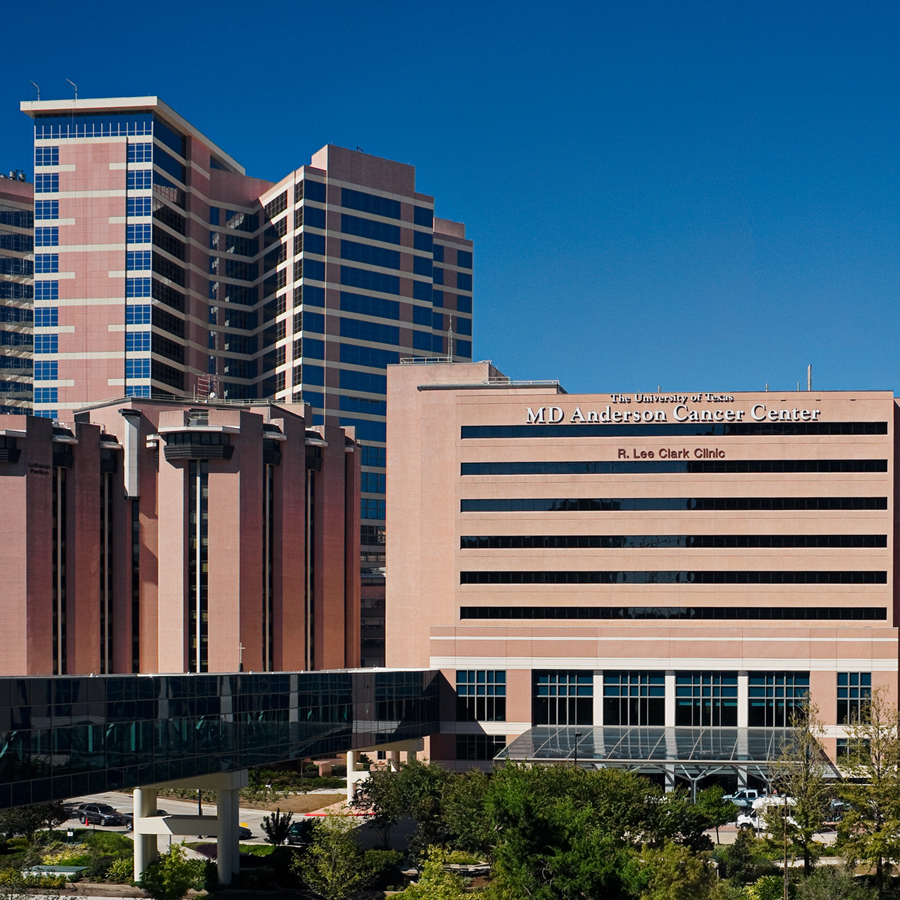 The University of Texas
MD Anderson Cancer Center
R. Lee Clark Clinic